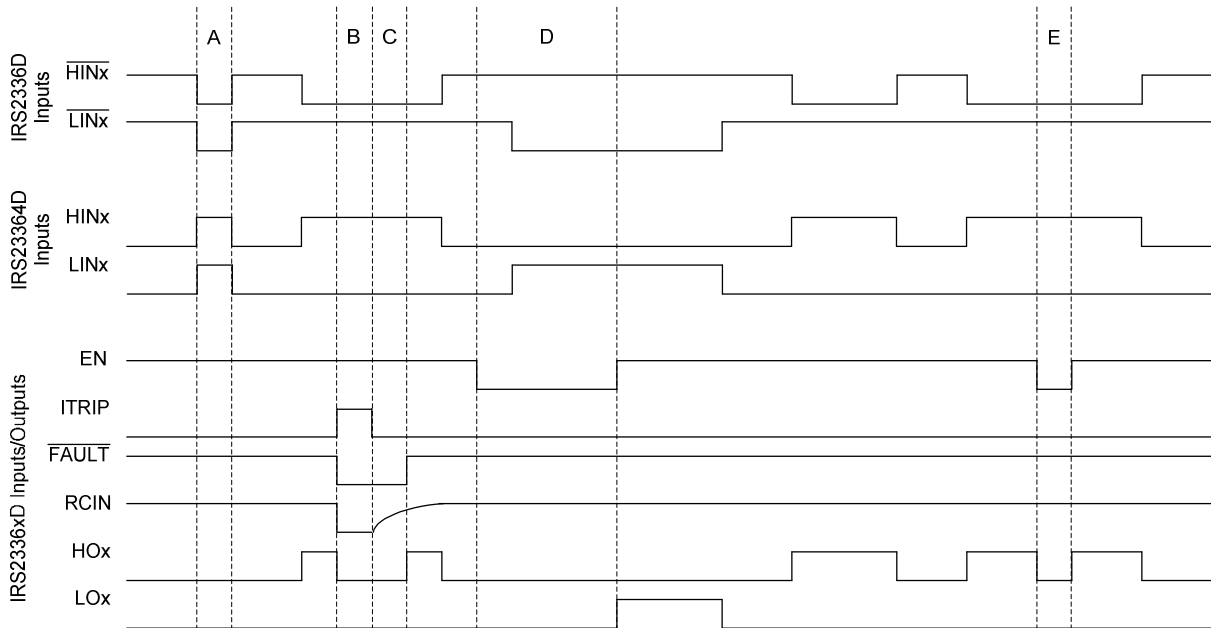 A B C D E
IRS2336D
Inputs
HINx
LINx
IRS23364D
Inputs
HINx
LINx
IRS2336xD Inputs/Outputs
EN
ITRIP
FAULT
RCIN
HOx
LOx